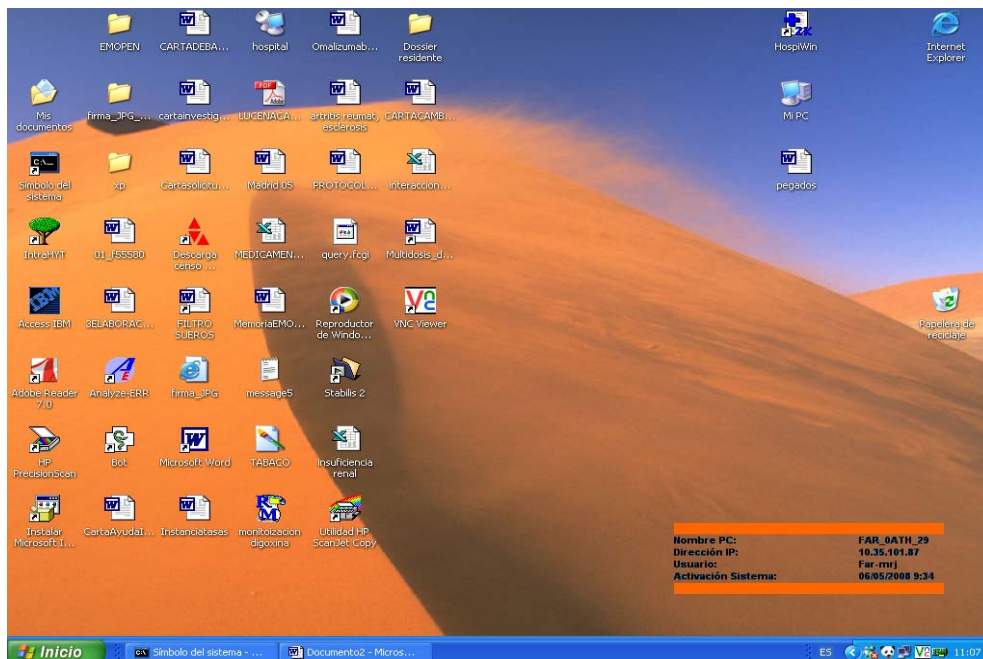 EMOPEN
CARTADEBA...
hospital
Omalizumab...
Dossier
residente
HospiWin
Internet
Explorer
Mis
documentos
firma_JPG_...
cartainvestig...
LUCENACA...
artritis reumat,
esclerosis
CARTACAMB...
Mi PC
Símbolo del
sistema
xp
Cartasolicitu...
Madrid 05
PROTOCOL...
interaccion...
pegados
IntraHYT
01_f55580
Descarga
censo ...
MEDICAMEN...
query.fcgi
Multidosis_d...
Access IBM
3ELABORAC...
FILTRO
SUEROS
MemoriaEMO...
Reproductor
de Windo...
VNC Viewer
Papelera de
reciclaje
Adobe Reader
7.0
Analyze-ERR
firma_JPG
message5
Stabilis 2
HP
PrecisionScan
Bot
Microsoft Word
TABACO
insuficiencia
renal
Instalar
Microsoft I...
CartaAyudaI...
Instanciatasas
monitoizacion
digoxina
Utilidad HP
ScanJet Copy
Nombre PC: FAR_0ATH_29
Dirección IP: 10.35.101.87
Usuario: Far-mrj
Activación Sistema: 06/05/2008 9:34
Inicio
Símbolo del sistema - ...
Documento2 - Micros...
ES
11:07